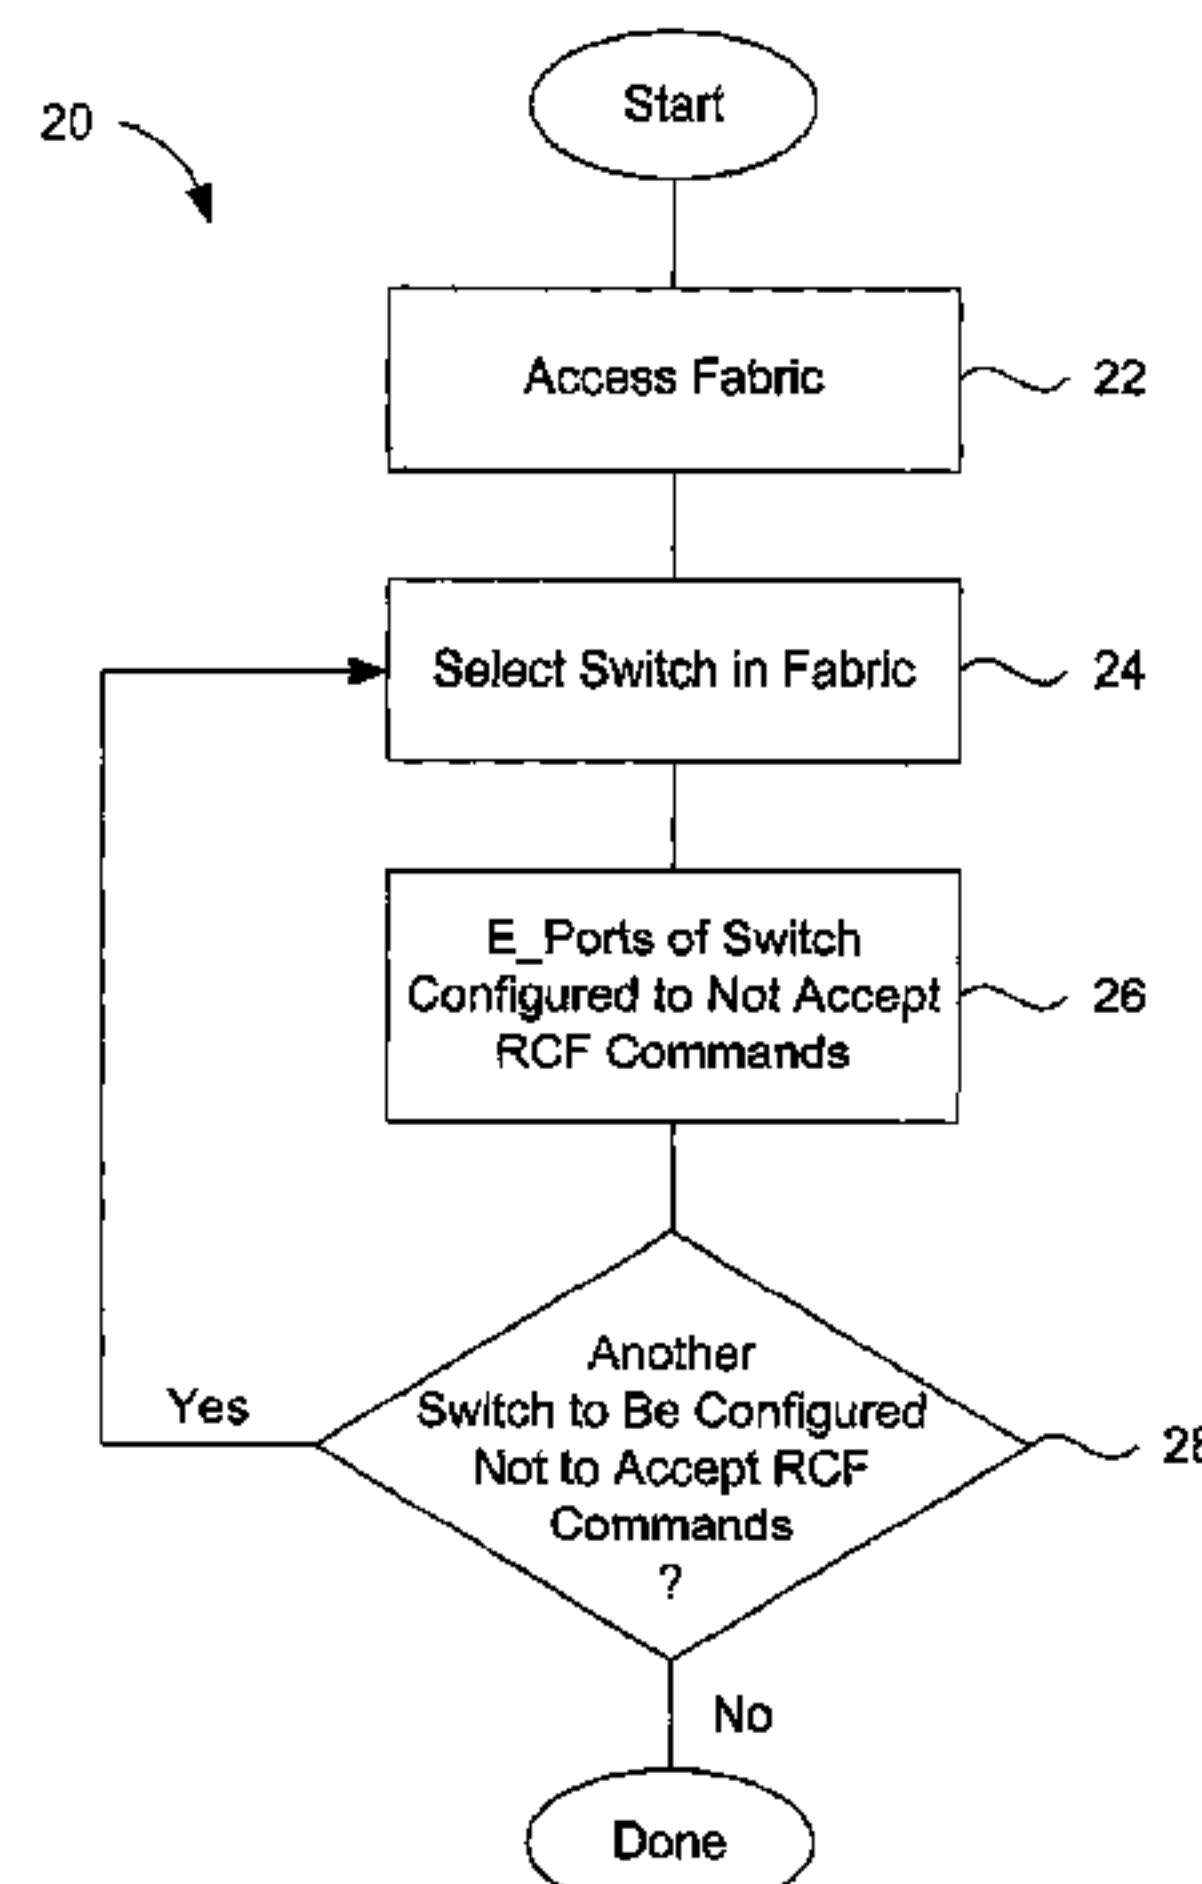 Start
20
Access Fabric
22
Select Switch in Fabric
24
E_Ports of Switch
Configured to Not Accept
RCF Commands
26
Another
Switch to Be Configured
Not to Accept RCF
Commands
?
28
Yes
No
Done